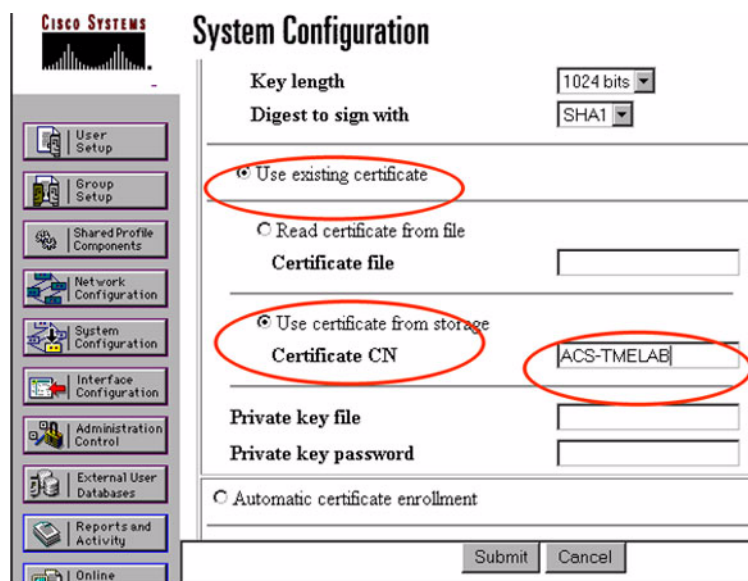 CISCO SYSTEMS
System Configuration
User
Setup
Group
Setup
Shared Profile
Components
Network
Configuration
System
Configuration
Interface
Configuration
Administration
Control
External User
Databases
Reports and
Activity
Online
Key length
1024 bits
Digest to sign with
SHA1
Use existing certificate
Read certificate from file
Certificate file
Use certificate from storage
Certificate CN
ACS-TMELAB
Private key file
Private key password
Automatic certificate enrollment
Submit
Cancel